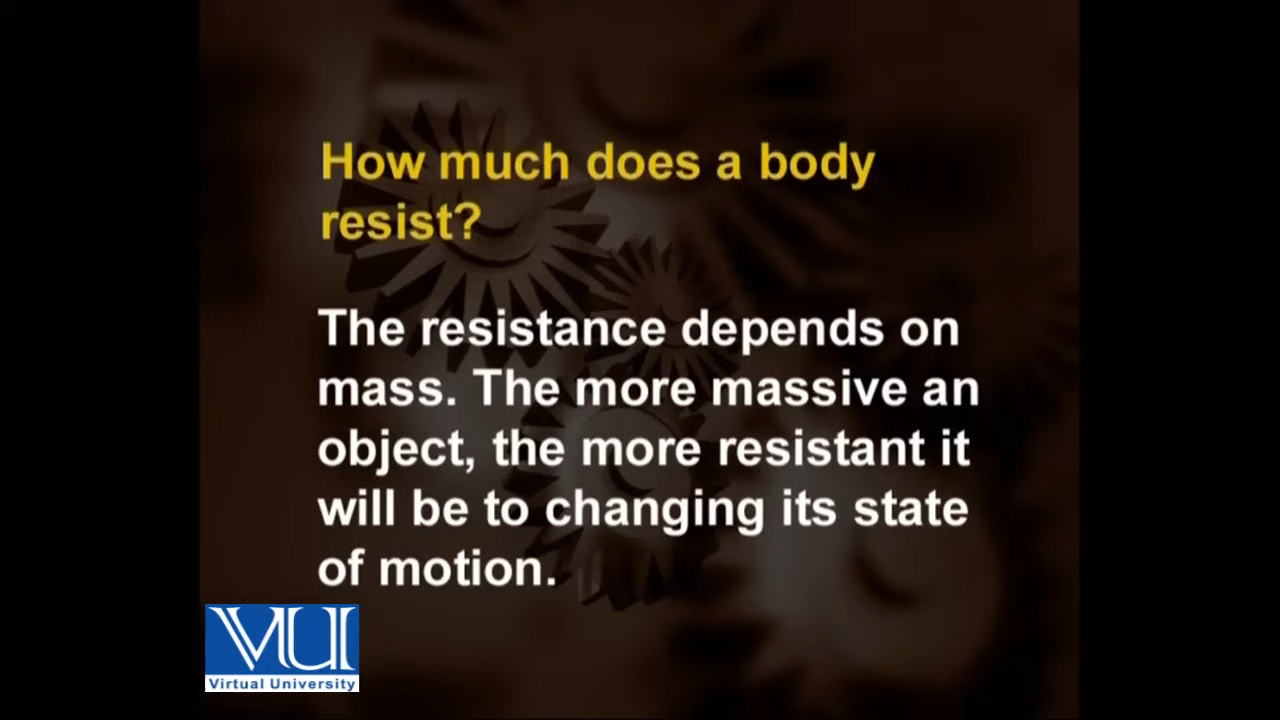 How much does a body
resist?
The resistance depends on
mass. The more massive an
object, the more resistant it
will be to changing its state
of motion.
VU
Virtual University